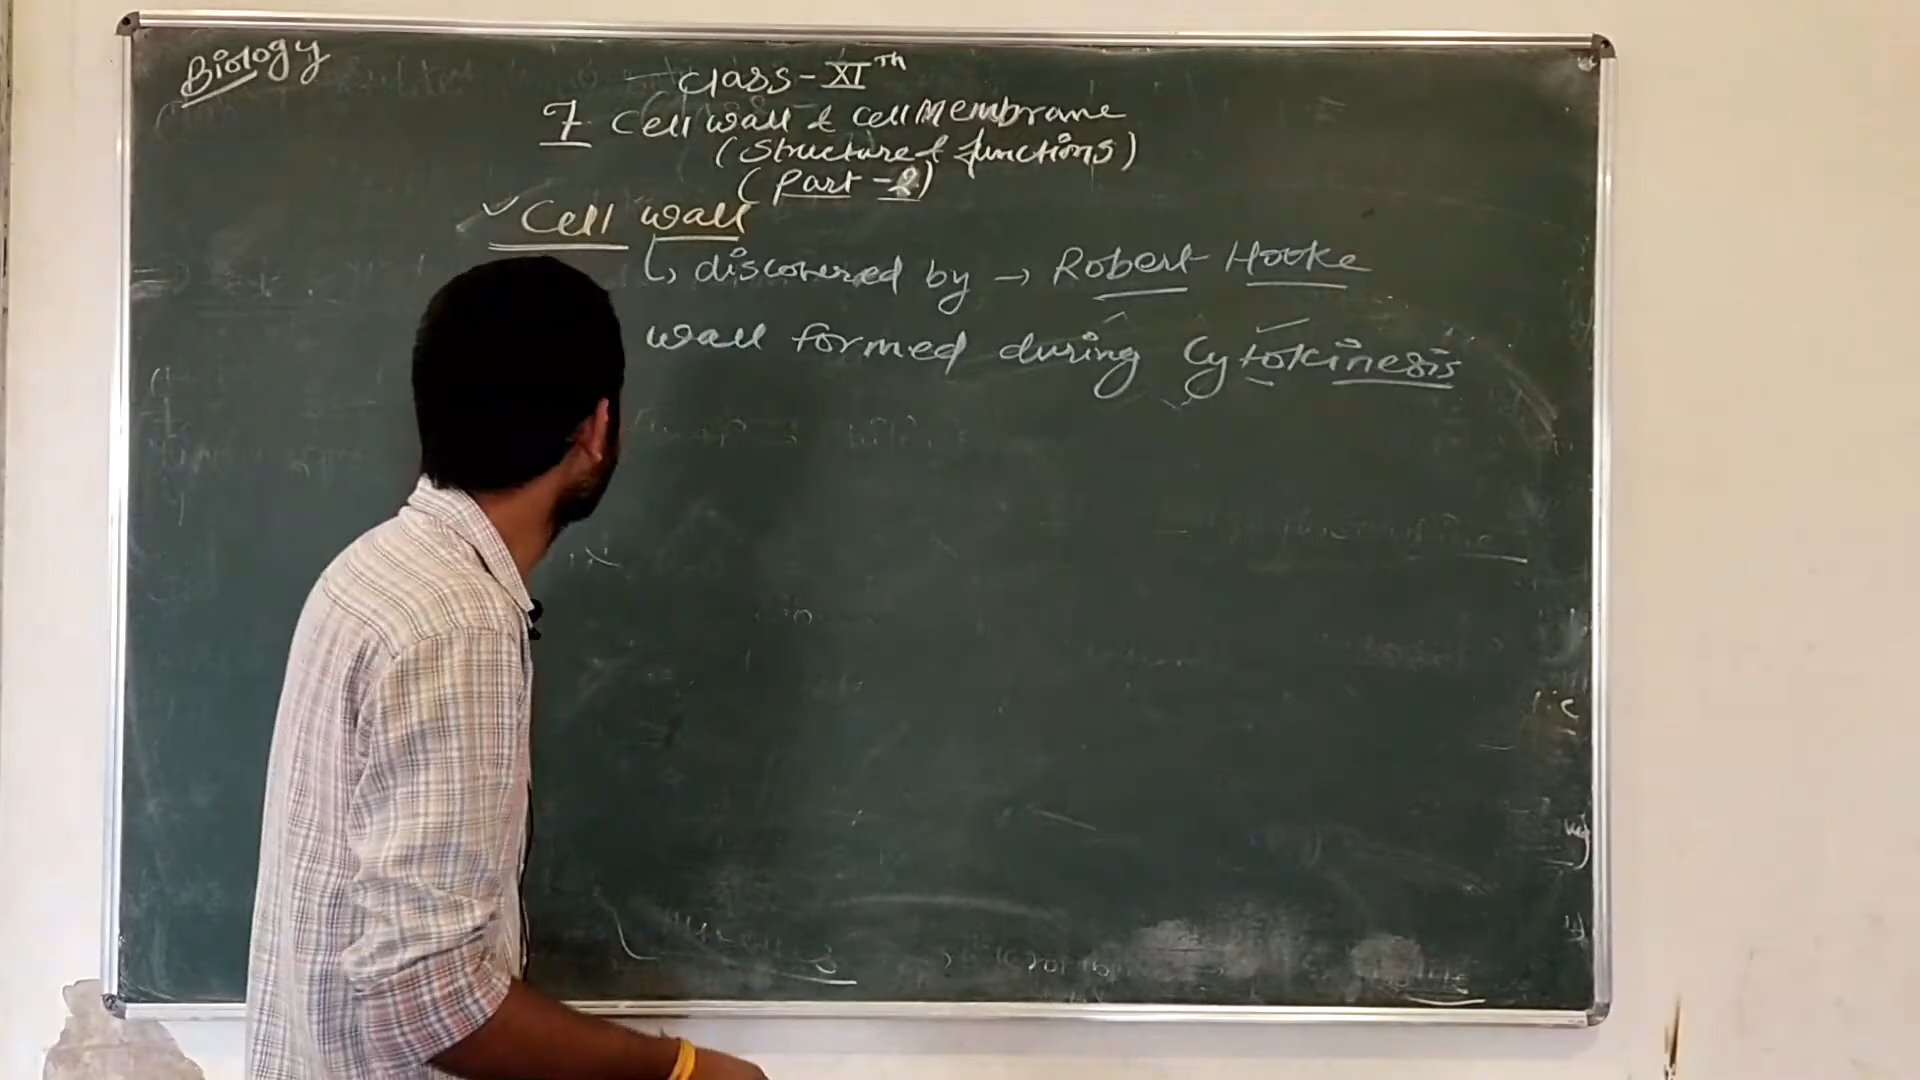 Biology
Class - XIth
7. Cell wall & cell Membrane
(Structure & functions)
(Part - 2)
✓ Cell wall
↳ discovered by → Robert Hooke
wall formed during Cytokinesis